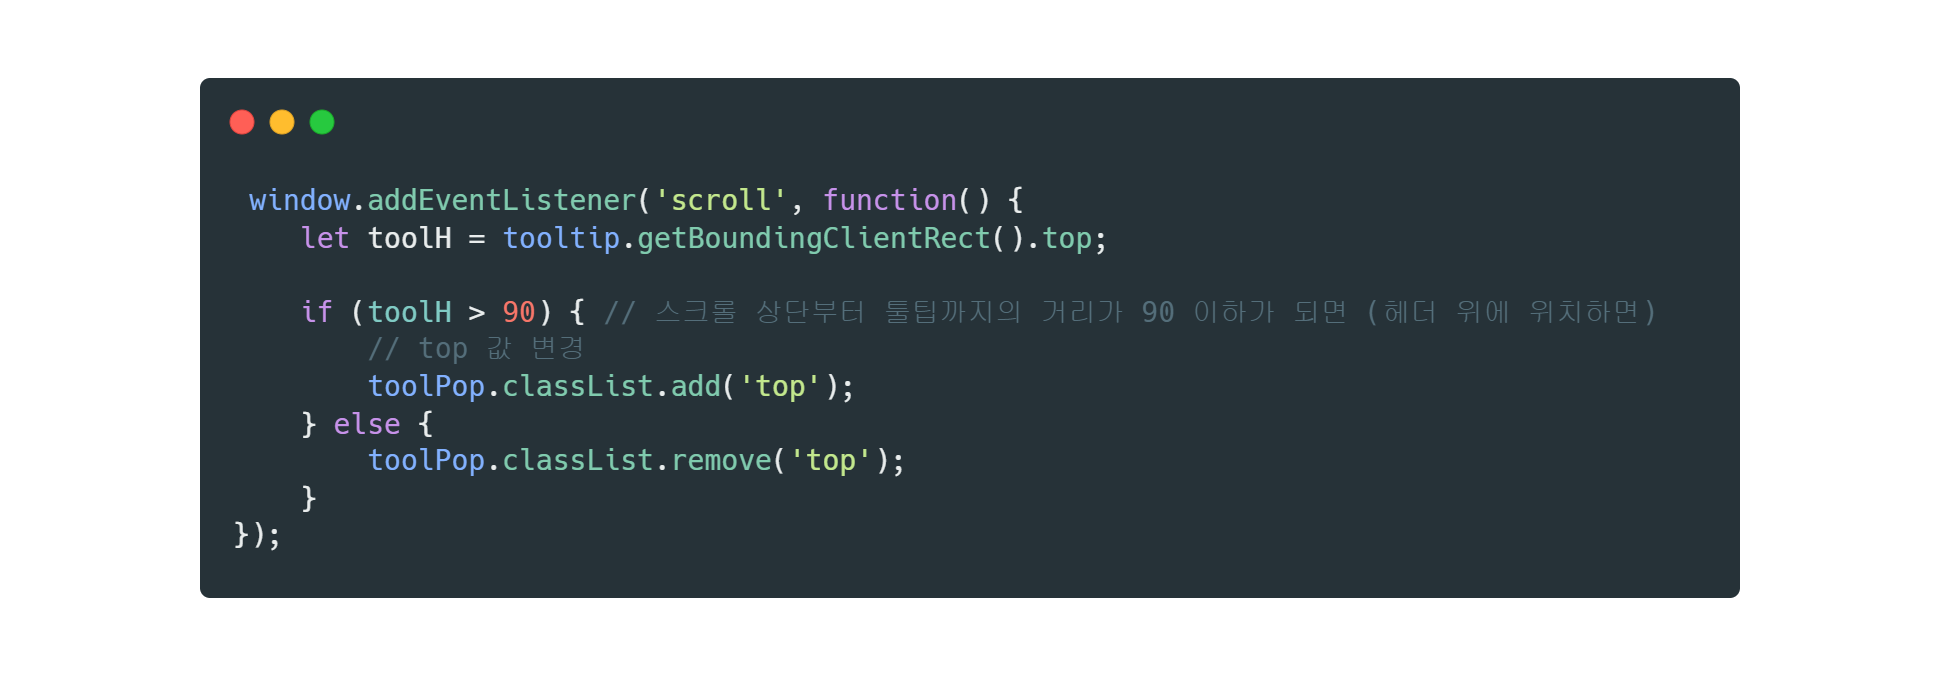 window.addEventListener('scroll', function() {
let toolH = tooltip.getBoundingClientRect().top;
if (toolH > 90) { // 스크롤 상단부터 툴팁까지의 거리가 90 이하가 되면 (헤더 위에 위치하면)
// top 값 변경
toolPop.classList.add('top');
} else {
toolPop.classList.remove('top');
}
});